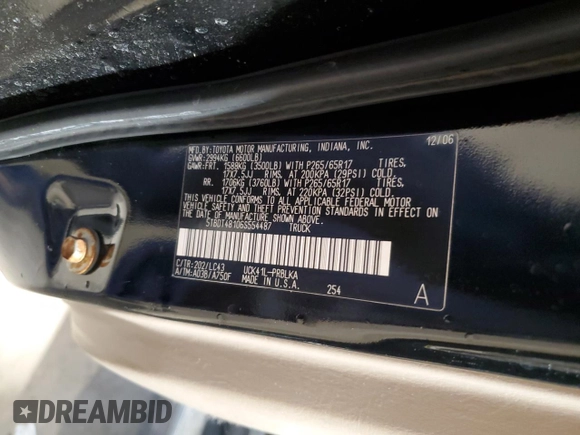 MFD.BY:TOYOTA MOTOR MANUFACTURING, INDIANA, INC. 12/06
GVWR:2994KG (6600LB)
GAWR:FRT. 1588KG (3500LB) WITH P265/65R17 TIRES.
17X7.5JJ RIMS. AT 200KPA (29PSI) COLD.
RR. 1706KG (3760LB) WITH P265/65R17 TIRES.
17X7.5JJ RIMS. AT 220KPA (32PSI) COLD.
THIS VEHICLE CONFORMS TO ALL APPLICABLE FEDERAL MOTOR
VEHICLE SAFETY AND THEFT PREVENTION STANDARDS IN EFFECT
ON THE DATE OF MANUFACTURE SHOWN ABOVE.
5TBDT48106S554487 TRUCK
C/TR:202/LC43 UCK41L-PRBLKA
A/TM:A03B/A750F MADE IN U.S.A.
254 A
DREAMBID